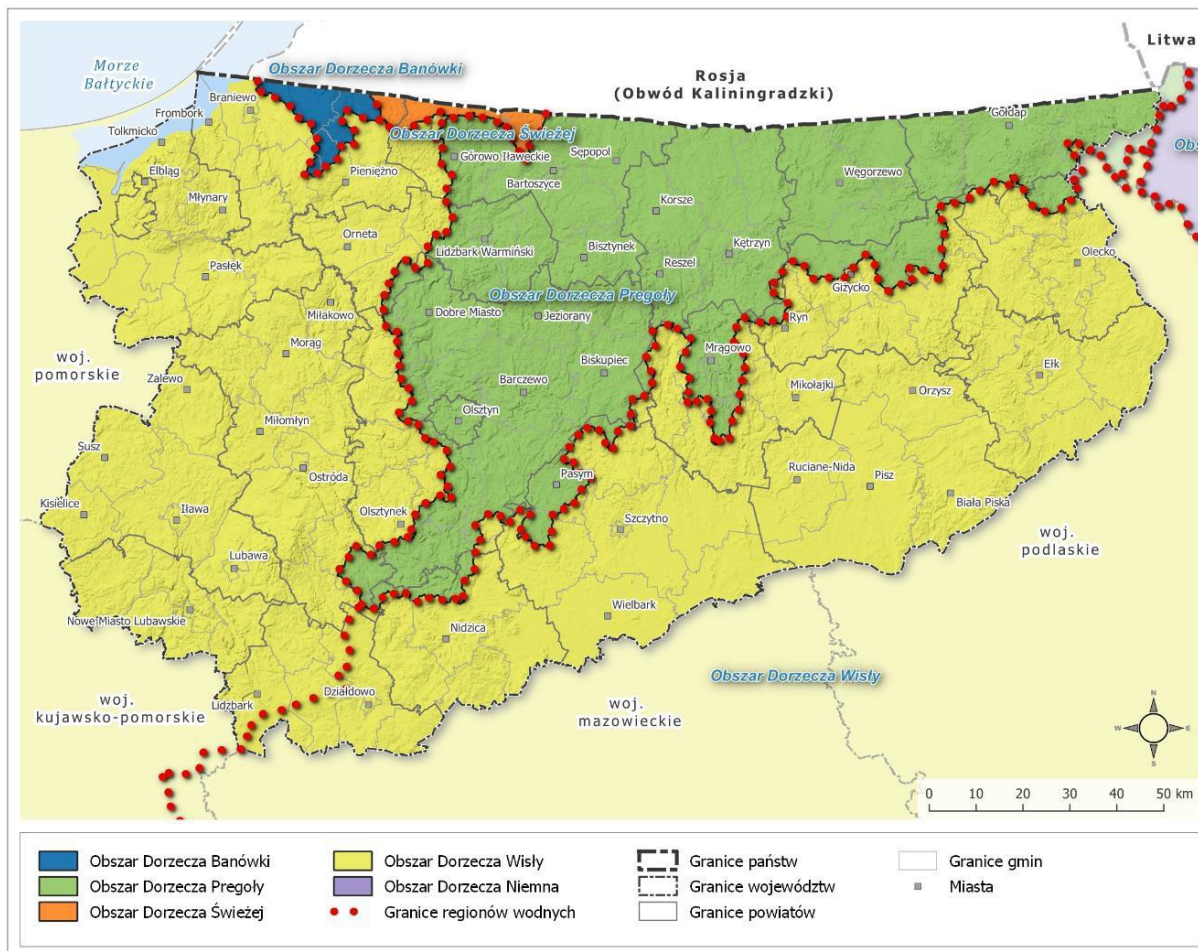 Litwa
Morze
Bałtyckie
Obszar Dorzecza Banówki
Rosja
(Obwód Kaliningradzki)
Braniewo
Frombork
Tolkmicko
Gołdap
Obszar Dorzecza Świeżej
Obs
Górowo Iławeckie
Sępopol
Elbląg
Pieniężno
Bartoszyce
Węgorzewo
Młynary
Korsze
Orneta
Lidzbark Warmiński
Bisztynek
Kętrzyn
Reszel
Pasłęk
Olecko
Giżycko
Obszar Dorzecza Pregoły
Miłakowo
Dobre Miasto
Jeziorany
Ryn
woj.
pomorskie
Morąg
Biskupiec
Mrągowo
Zalewo
Barczewo
Mikołajki
Orzysz
Ełk
Miłomłyn
Olsztyn
Susz
Ostróda
Pasym
Ruciane-Nida
Pisz
Biała Piska
Kisielice
Iława
Olsztynek
Szczytno
woj.
podlaskie
Lubawa
Nowe Miasto Lubawskie
Wielbark
Nidzica
Obszar Dorzecza Wisły
woj.
kujawsko-pomorskie
Lidzbark
Działdowo
woj.
mazowieckie
N
W
E
S
0 10 20 30 40 50 km
Obszar Dorzecza Banówki
Obszar Dorzecza Pregoły
Obszar Dorzecza Świeżej
Obszar Dorzecza Wisły
Obszar Dorzecza Niemna
Granice regionów wodnych
Granice państw
Granice województw
Granice powiatów
Granice gmin
Miasta